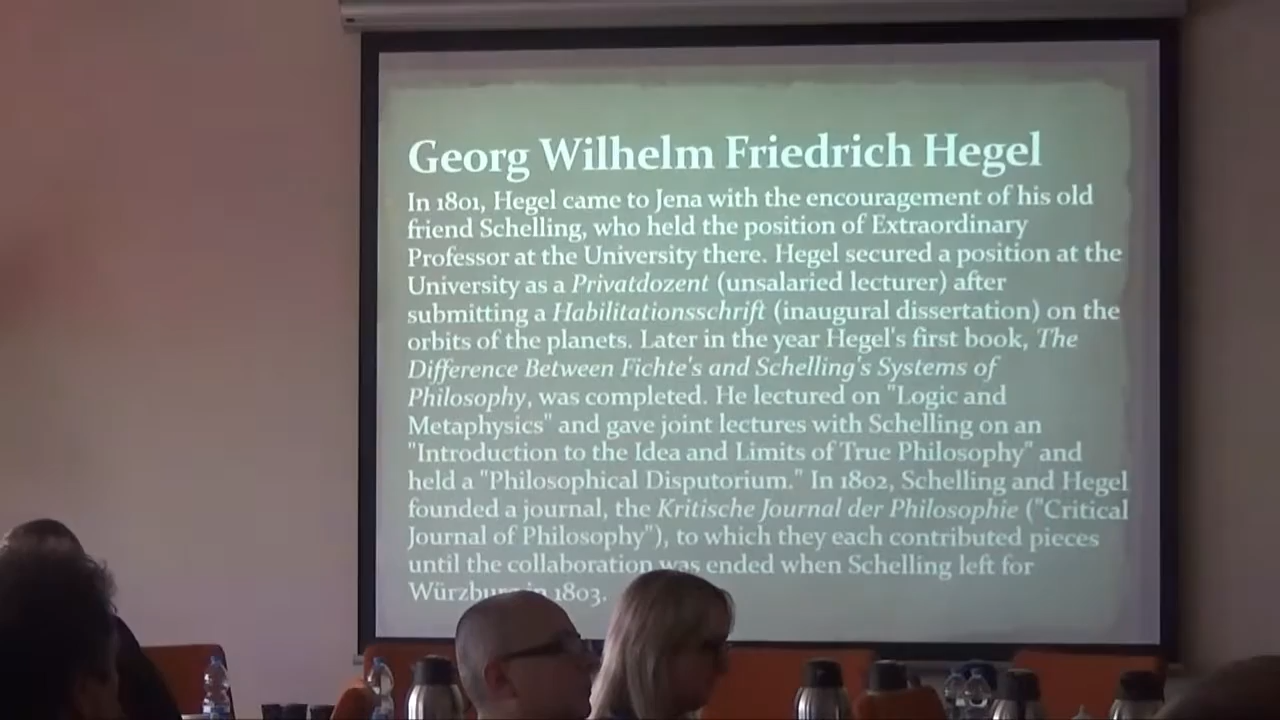 Georg Wilhelm Friedrich Hegel
In 1801, Hegel came to Jena with the encouragement of his old
friend Schelling, who held the position of Extraordinary
Professor at the University there. Hegel secured a position at the
University as a Privatdozent (unsalaried lecturer) after
submitting a Habilitationsschrift (inaugural dissertation) on the
orbits of the planets. Later in the year Hegel's first book, The
Difference Between Fichte's and Schelling's Systems of
Philosophy, was completed. He lectured on "Logic and
Metaphysics" and gave joint lectures with Schelling on an
"Introduction to the Idea and Limits of True Philosophy" and
held a "Philosophical Disputorium." In 1802, Schelling and Hegel
founded a journal, the Kritische Journal der Philosophie ("Critical
Journal of Philosophy"), to which they each contributed pieces
until the collaboration was ended when Schelling left for
Würzburg in 1803.